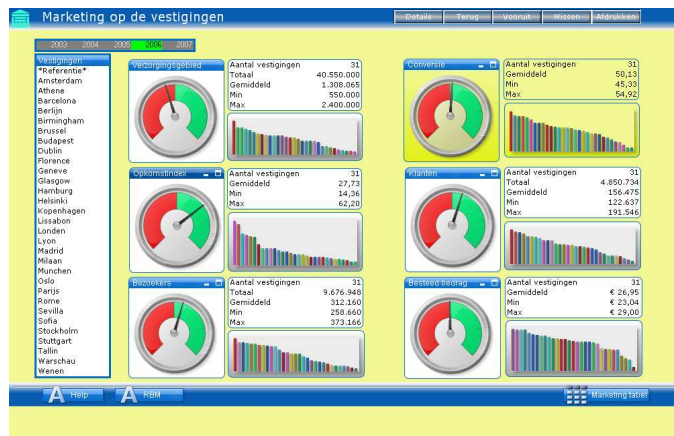 Marketing op de vestigingen
Details Terug Vooruit Wissen Afdrukken
2003 2004 2005 2006 2007
Vestigingen
*Referentie*
Amsterdam
Athene
Barcelona
Berlijn
Birmingham
Brussel
Budapest
Dublin
Florence
Geneve
Glasgow
Hamburg
Helsinki
Kopenhagen
Lissabon
Londen
Lyon
Madrid
Milaan
Munchen
Oslo
Parijs
Rome
Sevilla
Sofia
Stockholm
Stuttgart
Tallin
Warschau
Wenen
Verzorgingsgebied
Aantal vestigingen 31
Totaal 40.550.000
Gemiddeld 1.308.065
Min 550.000
Max 2.400.000
Conversie
Aantal vestigingen 31
Gemiddeld 50,13
Min 45,33
Max 54,92
Opkomstindex
Aantal vestigingen 31
Gemiddeld 27,73
Min 14,36
Max 62,20
Klanten
Aantal vestigingen 31
Totaal 4.850.734
Gemiddeld 156.475
Min 122.637
Max 191.546
Bezoekers
Aantal vestigingen 31
Totaal 9.676.948
Gemiddeld 312.160
Min 258.660
Max 373.166
Besteed bedrag
Aantal vestigingen 31
Gemiddeld € 26,95
Min € 23,04
Max € 29,00
A Help
A RBM
Marketing tabel